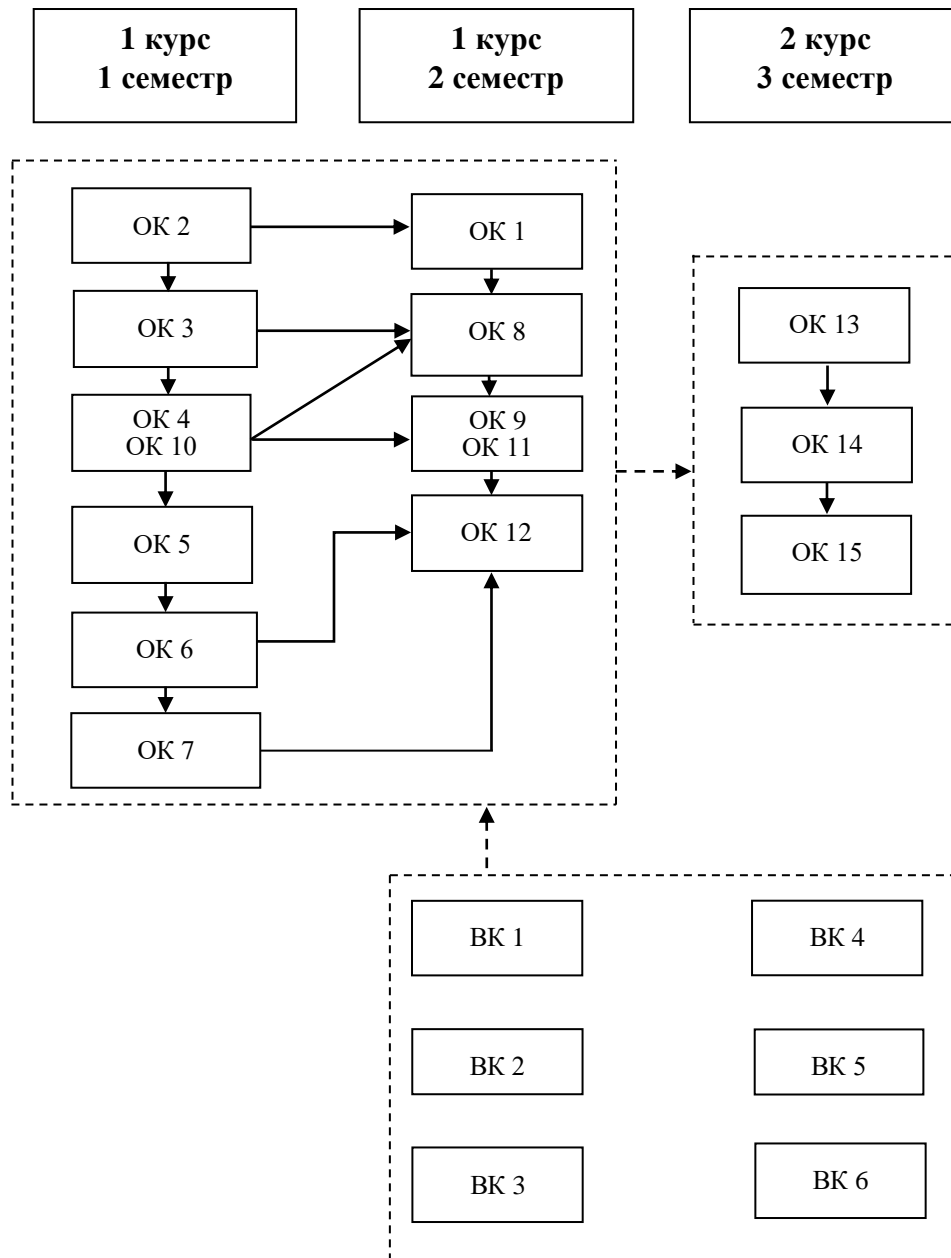 1 курс
1 семестр
1 курс
2 семестр
2 курс
3 семестр
ОК 2
ОК 1
ОК 3
ОК 8
ОК 13
ОК 4
ОК 10
ОК 9
ОК 11
ОК 14
ОК 5
ОК 12
ОК 15
ОК 6
ОК 7
ВК 1
ВК 4
ВК 2
ВК 5
ВК 3
ВК 6